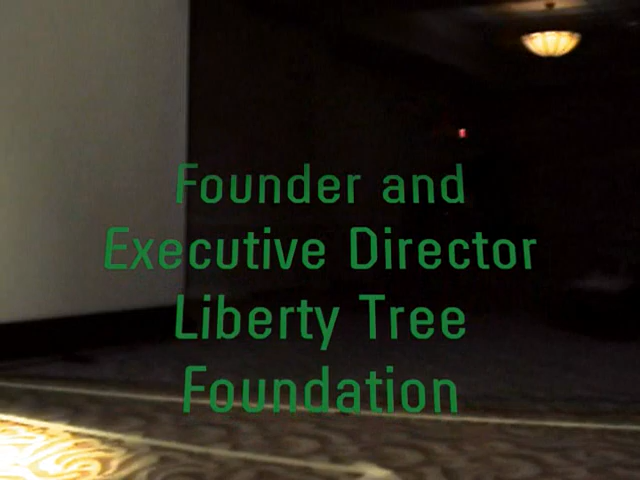 Founder and
Executive Director
Liberty Tree
Foundation